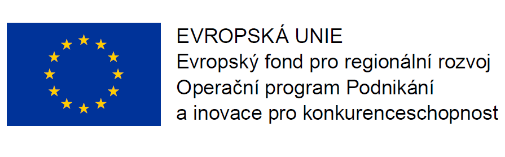 EVROPSKÁ UNIE
Evropský fond pro regionální rozvoj
Operační program Podnikání
a inovace pro konkurenceschopnost